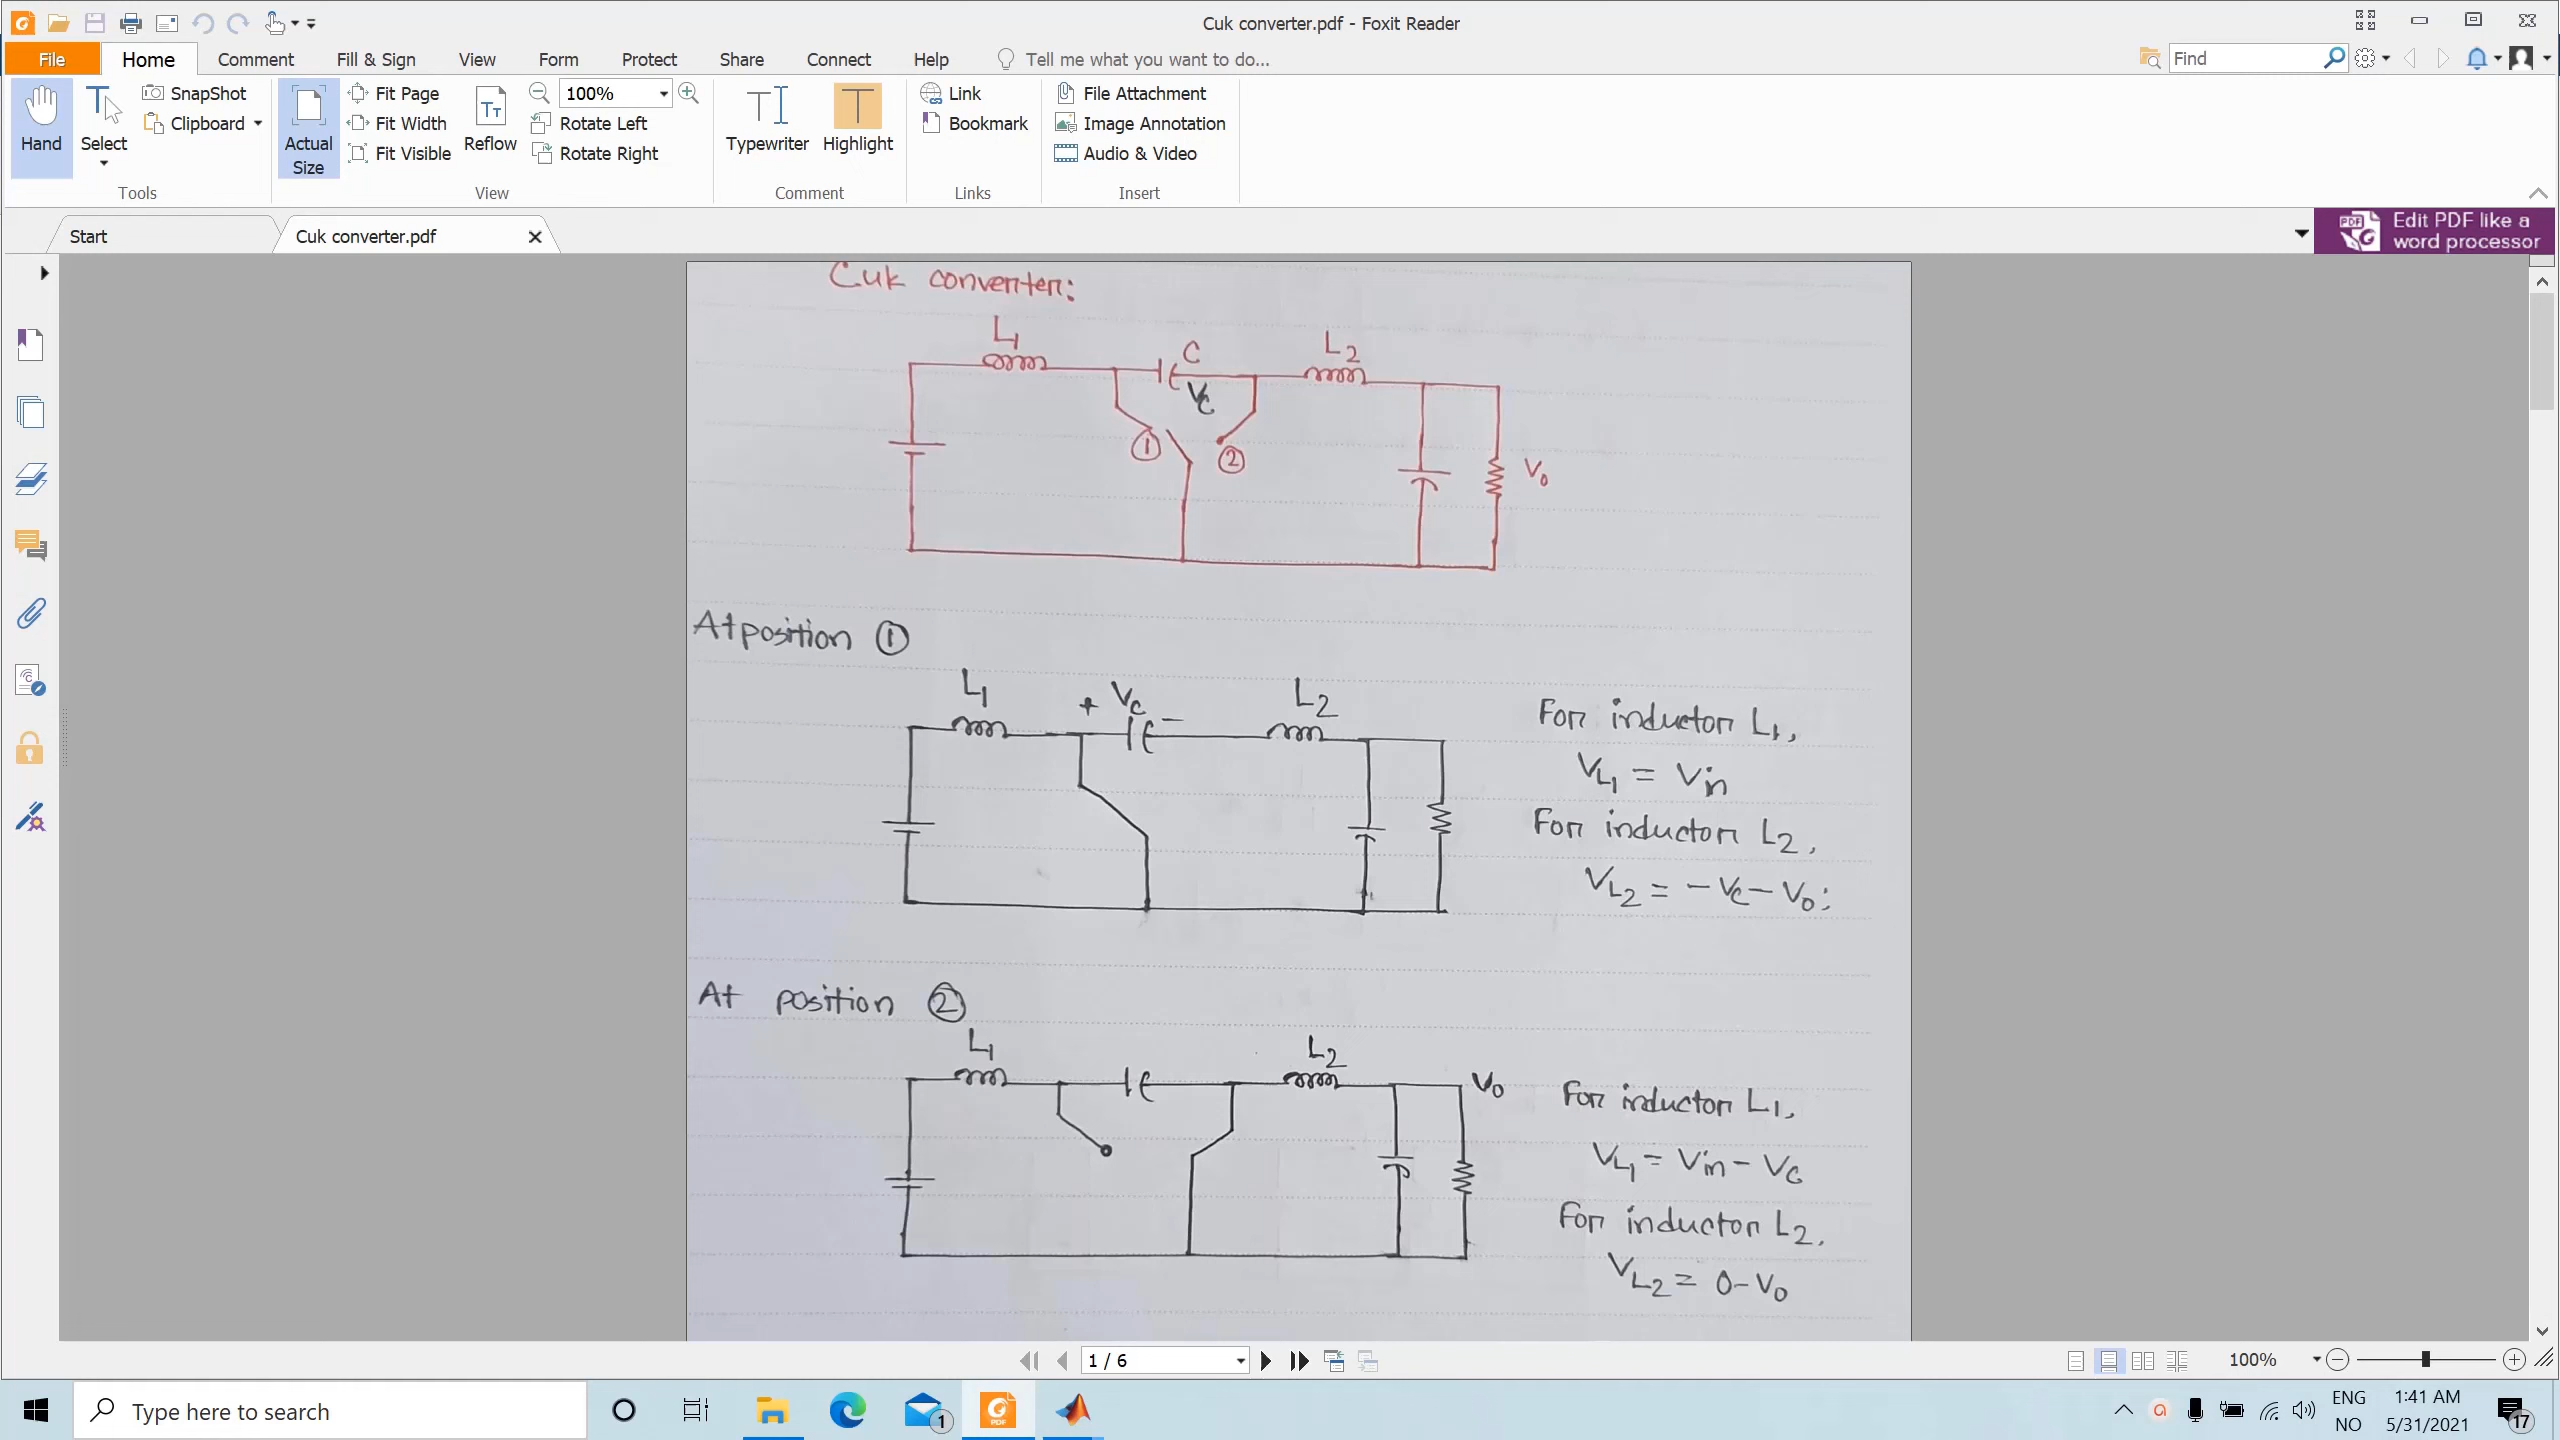 Cuk converter.pdf - Foxit Reader
File Home Comment Fill & Sign View Form Protect Share Connect Help Tell me what you want to do... Find
Hand Select SnapShot Clipboard Actual Size Fit Page Fit Width Fit Visible Reflow 100% Rotate Left Rotate Right Typewriter Highlight Link Bookmark File Attachment Image Annotation Audio & Video
Tools View Comment Links Insert
Start Cuk converter.pdf Edit PDF like a word processor
Cuk converter:
L1 C L2
Vc
1 2 Vo
At position 1
L1 + Vc - L2
For inductor L1,
VL1 = Vin
For inductor L2,
VL2 = -Vc - Vo;
At position 2
L1 L2 Vo
For inductor L1,
VL1 = Vin - Vc
For inductor L2,
VL2 = 0-Vo
1 / 6 100%
Type here to search
1 PDF ENG 1:41 AM
NO 5/31/2021 17